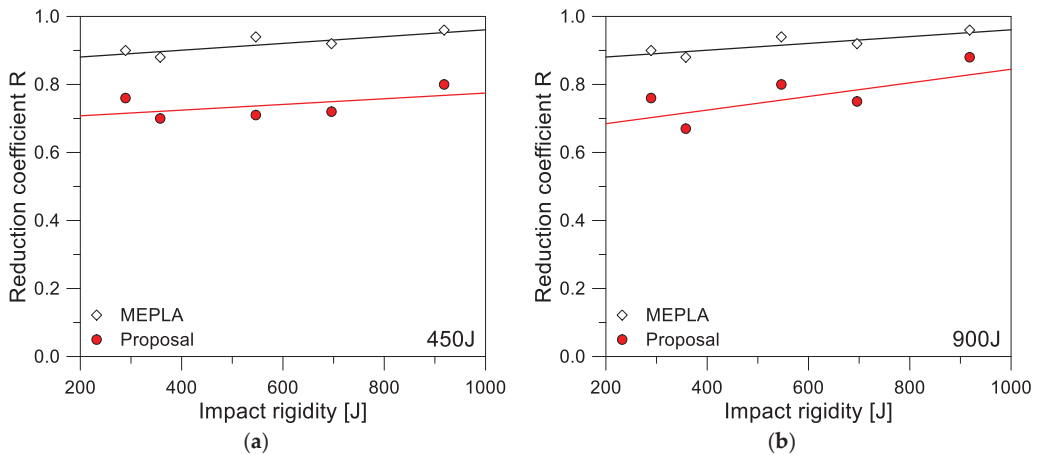 1.0
0.8
0.6
0.4
0.2
0.0
Reduction coefficient R
MEPLA
Proposal
450J
200 400 600 800 1000
Impact rigidity [J]
(a)
1.0
0.8
0.6
0.4
0.2
0.0
Reduction coefficient R
MEPLA
Proposal
900J
200 400 600 800 1000
Impact rigidity [J]
(b)